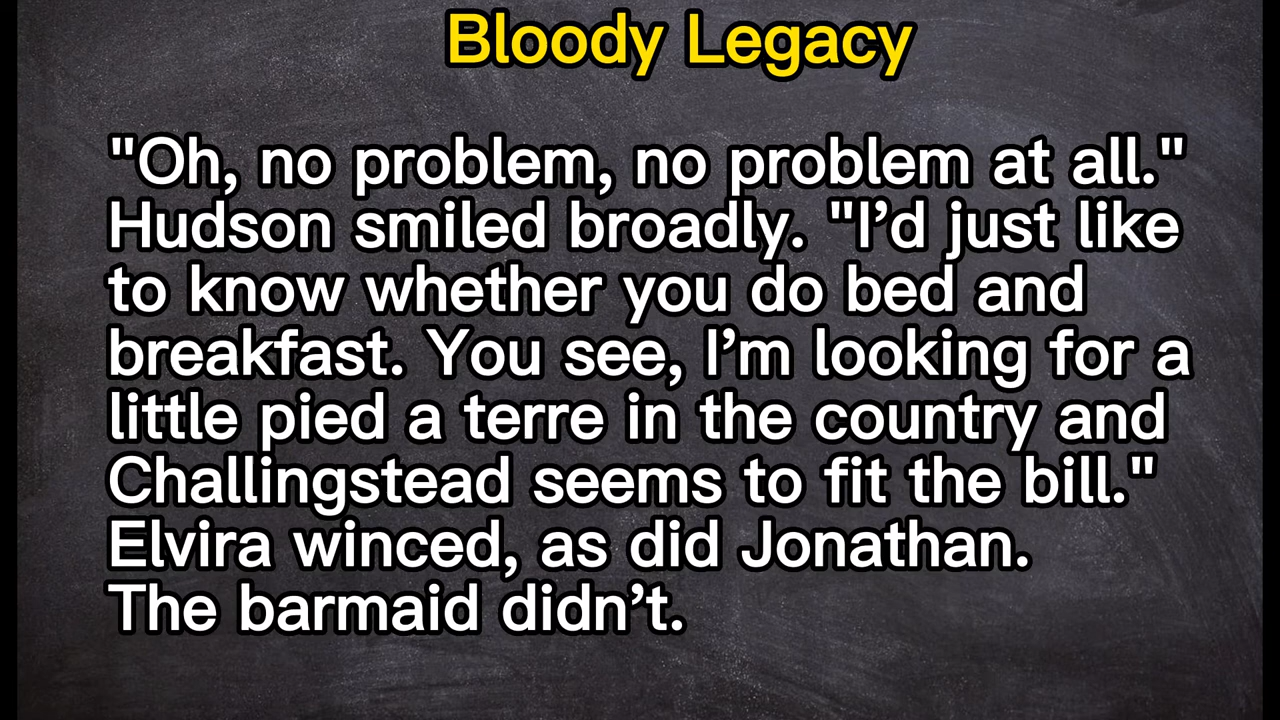 Bloody Legacy
"Oh, no problem, no problem at all."
Hudson smiled broadly. "I’d just like
to know whether you do bed and
breakfast. You see, I’m looking for a
little pied a terre in the country and
Challingstead seems to fit the bill."
Elvira winced, as did Jonathan.
The barmaid didn’t.